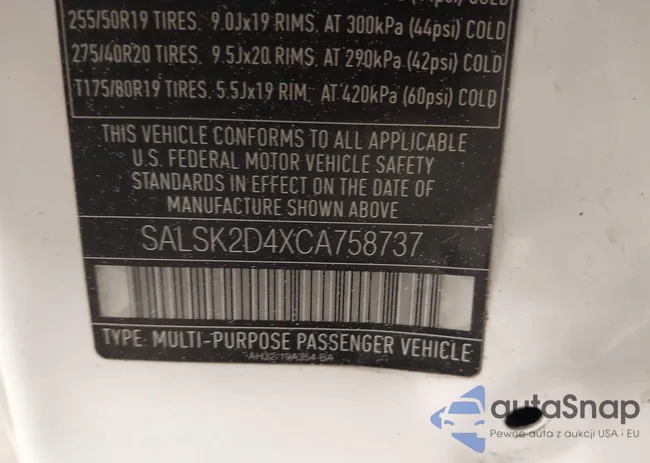 255/50R19 TIRES, 9.0Jx19 RIMS, AT 300kPa (44psi) COLD
275/40R20 TIRES, 9.5Jx20 RIMS, AT 290kPa (42psi) COLD
T175/80R19 TIRES, 5.5Jx19 RIM, AT 420kPa (60psi) COLD
THIS VEHICLE CONFORMS TO ALL APPLICABLE
U.S. FEDERAL MOTOR VEHICLE SAFETY
STANDARDS IN EFFECT ON THE DATE OF
MANUFACTURE SHOWN ABOVE
SALSK2D4XCA758737
TYPE: MULTI-PURPOSE PASSENGER VEHICLE
AH32-19A354-BA
autaSnap
Pewne auta z aukcji USA i EU